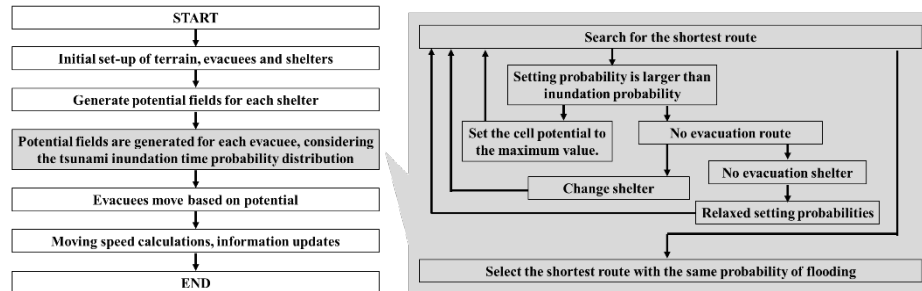 START
Initial set-up of terrain, evacuees and shelters
Generate potential fields for each shelter
Potential fields are generated for each evacuee, considering
the tsunami inundation time probability distribution
Evacuees move based on potential
Moving speed calculations, information updates
END
Search for the shortest route
Setting probability is larger than
inundation probability
Set the cell potential to
the maximum value.
No evacuation route
Change shelter
No evacuation shelter
Relaxed setting probabilities
Select the shortest route with the same probability of flooding